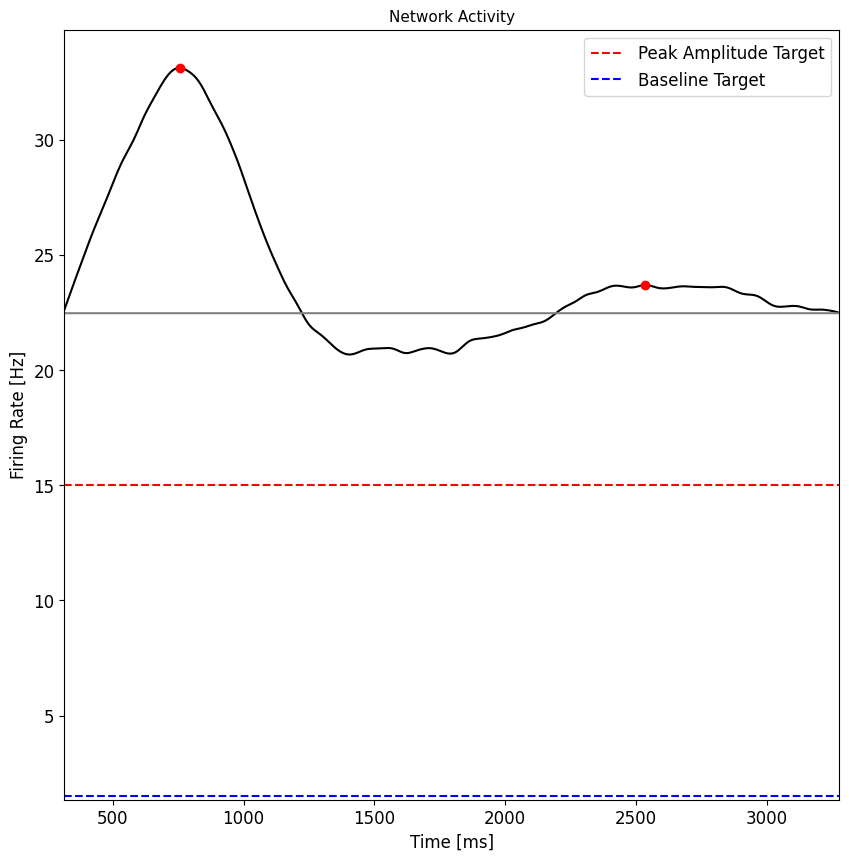 Network Activity
Peak Amplitude Target
Baseline Target
Firing Rate [Hz]
30
25
20
15
10
5
500 1000 1500 2000 2500 3000
Time [ms]